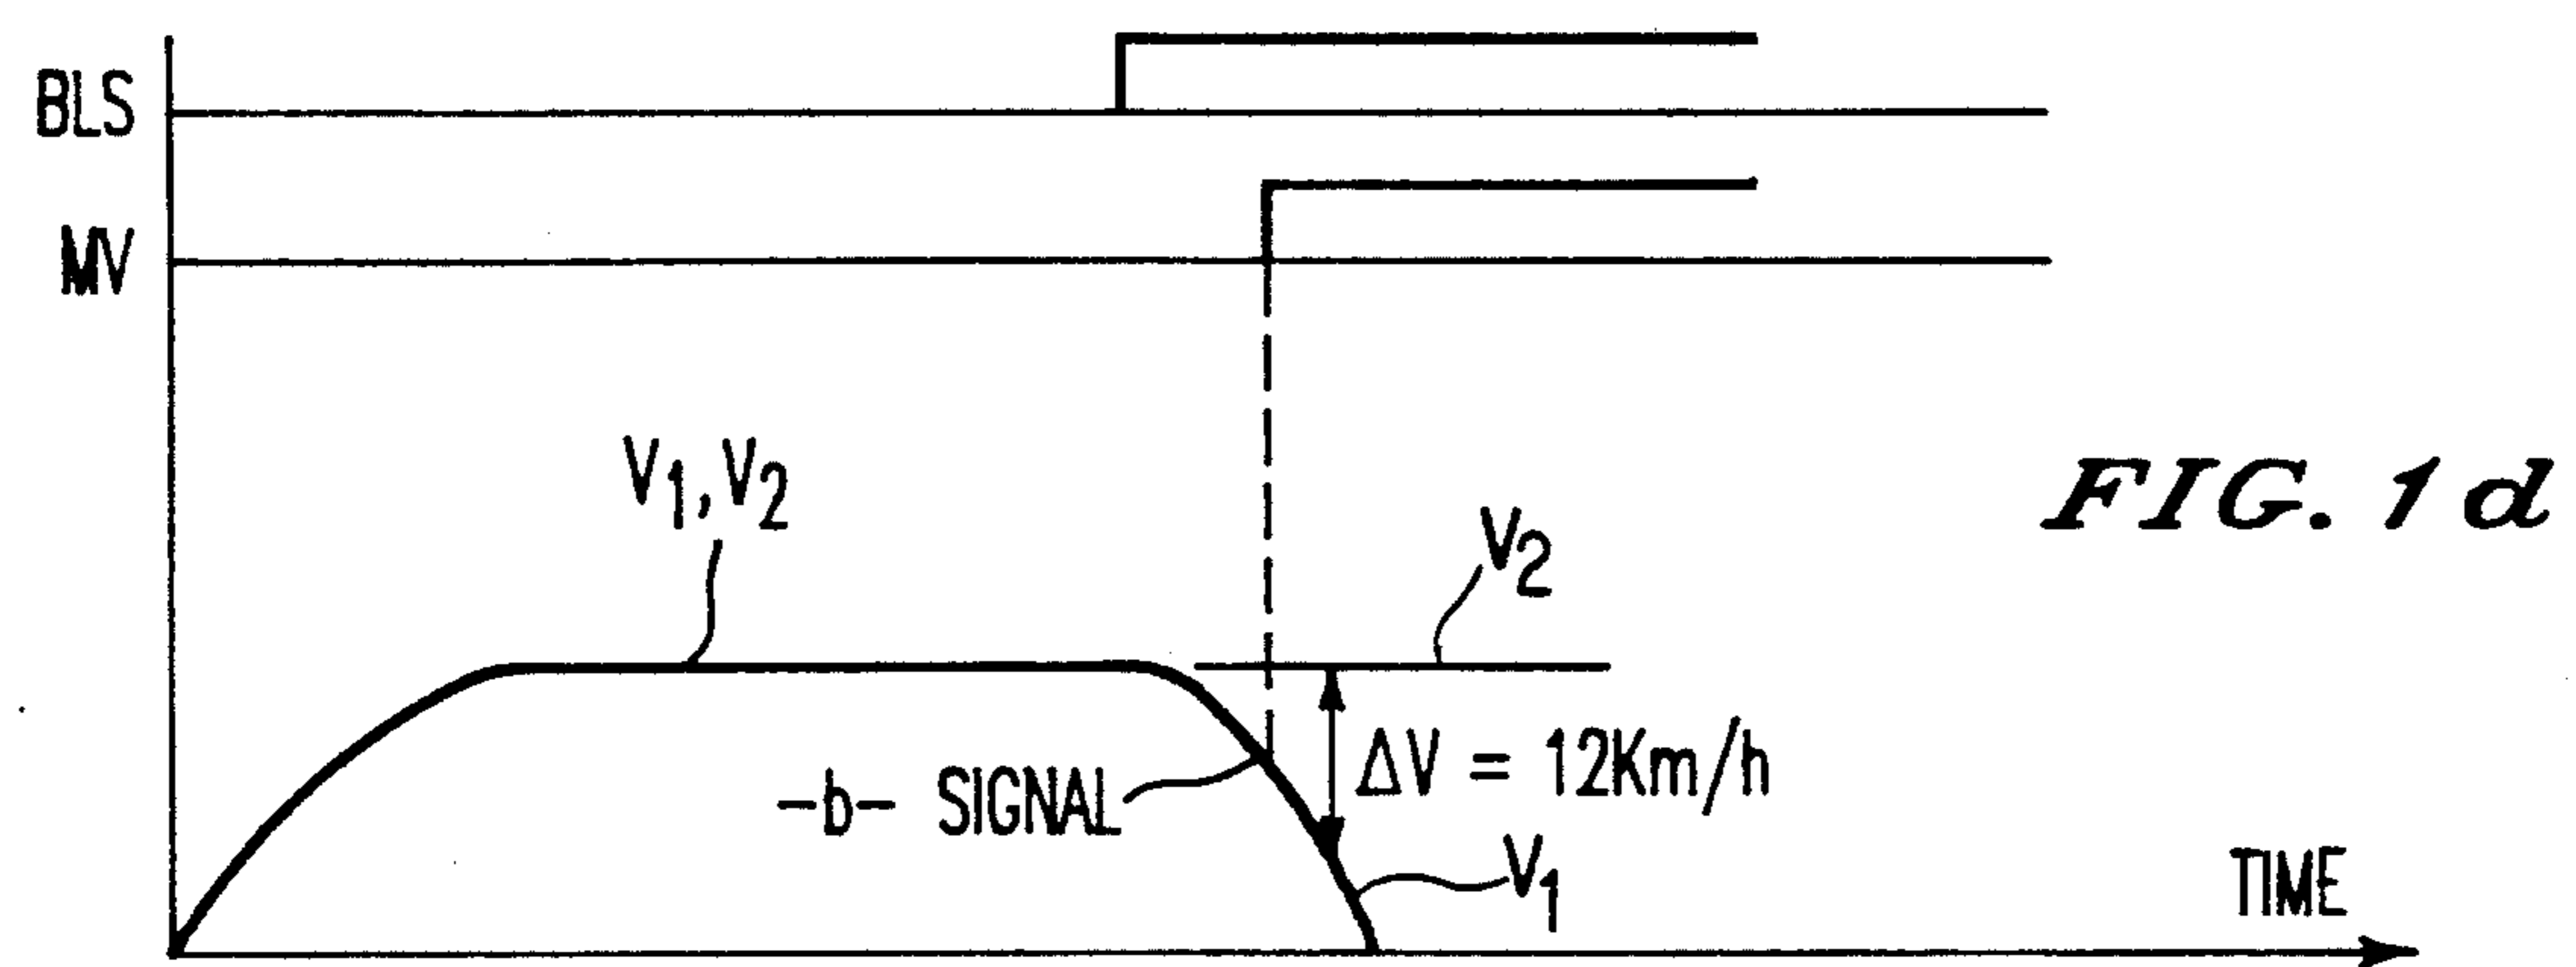 BLS
MV
V1, V2
V2
FIG. 1d
-b- SIGNAL
ΔV = 12Km/h
V1
TIME